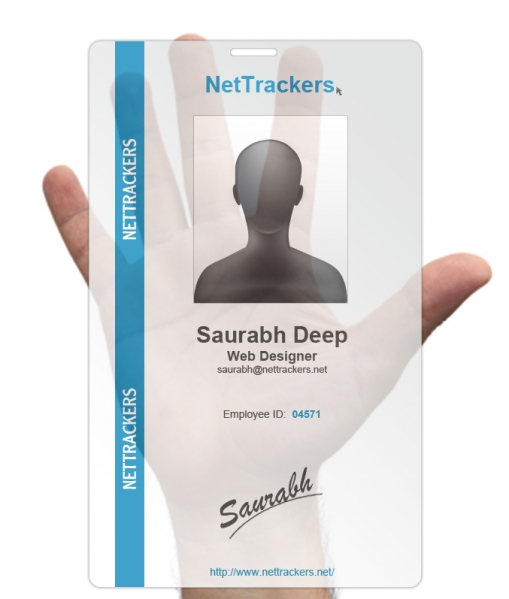 NetTrackers
NETTRACKERS
NETTRACKERS
Saurabh Deep
Web Designer
saurabh@nettrackers.net
Employee ID: 04571
Saurabh
http://www.nettrackers.net/